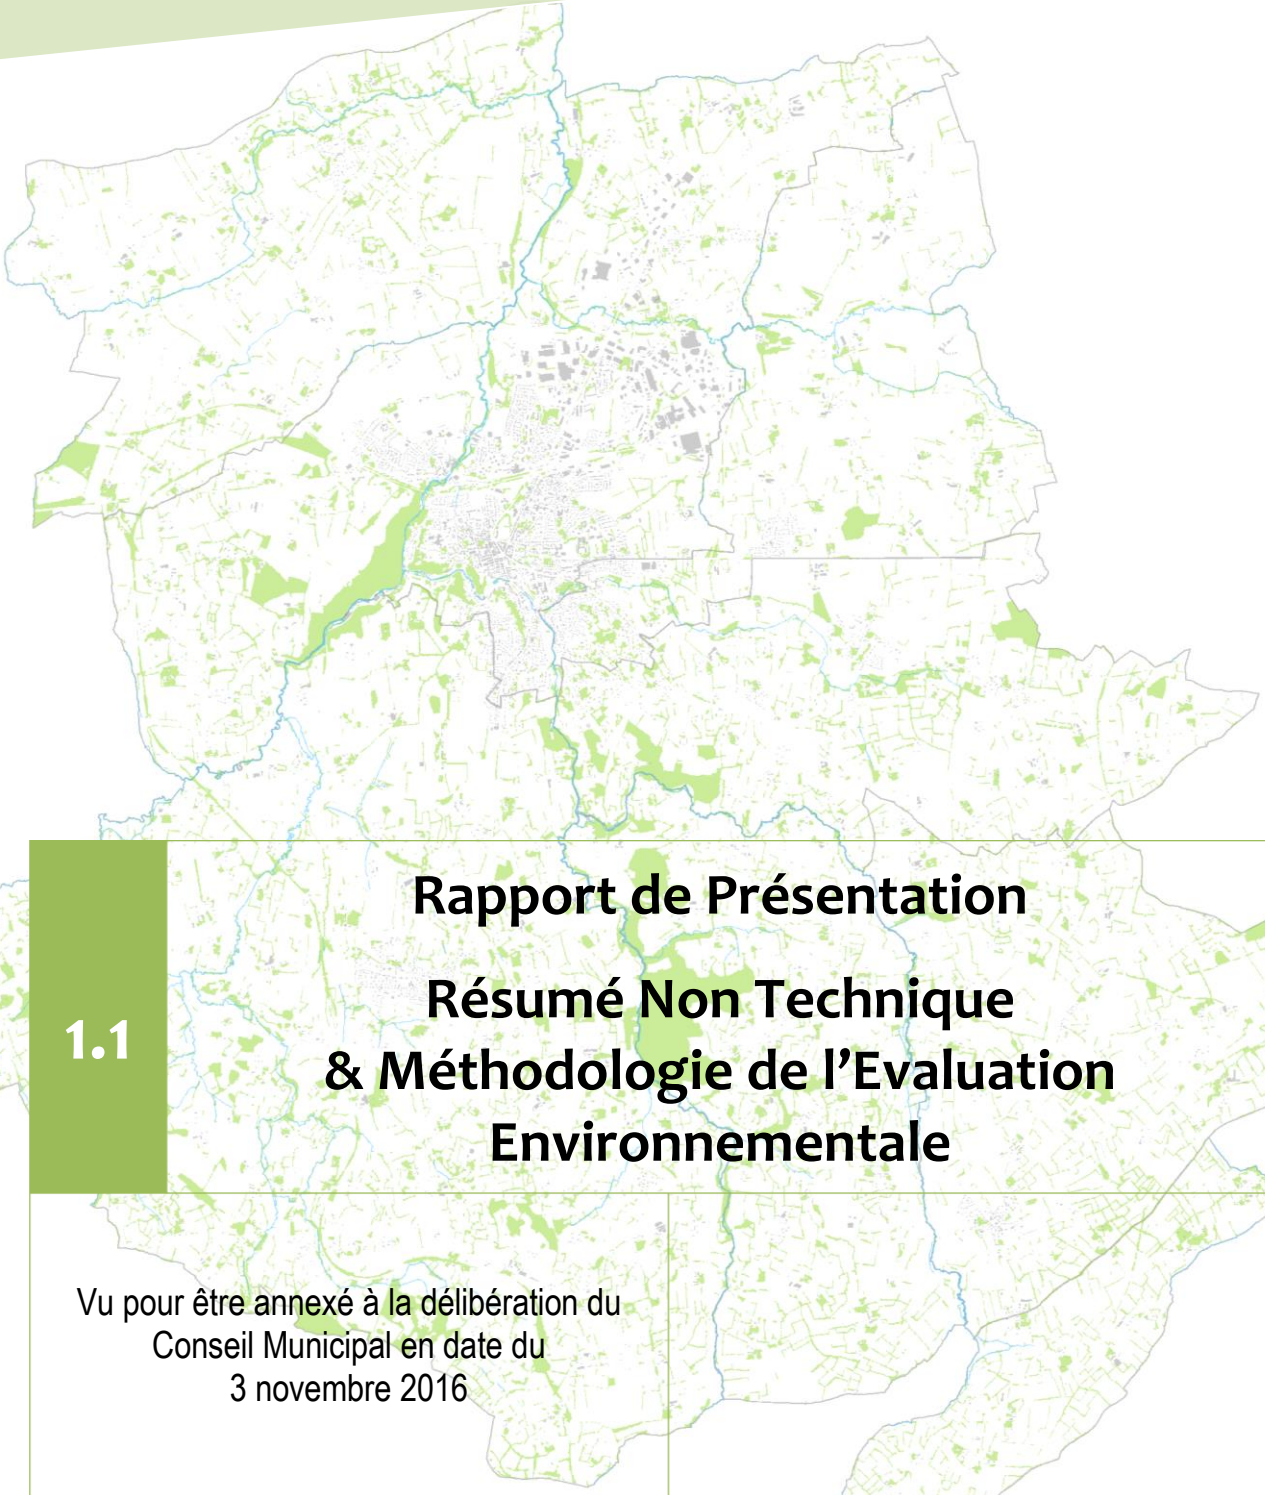 1.1
Rapport de Présentation
Résumé Non Technique
& Méthodologie de l’Evaluation
Environnementale
Vu pour être annexé à la délibération du
Conseil Municipal en date du
3 novembre 2016